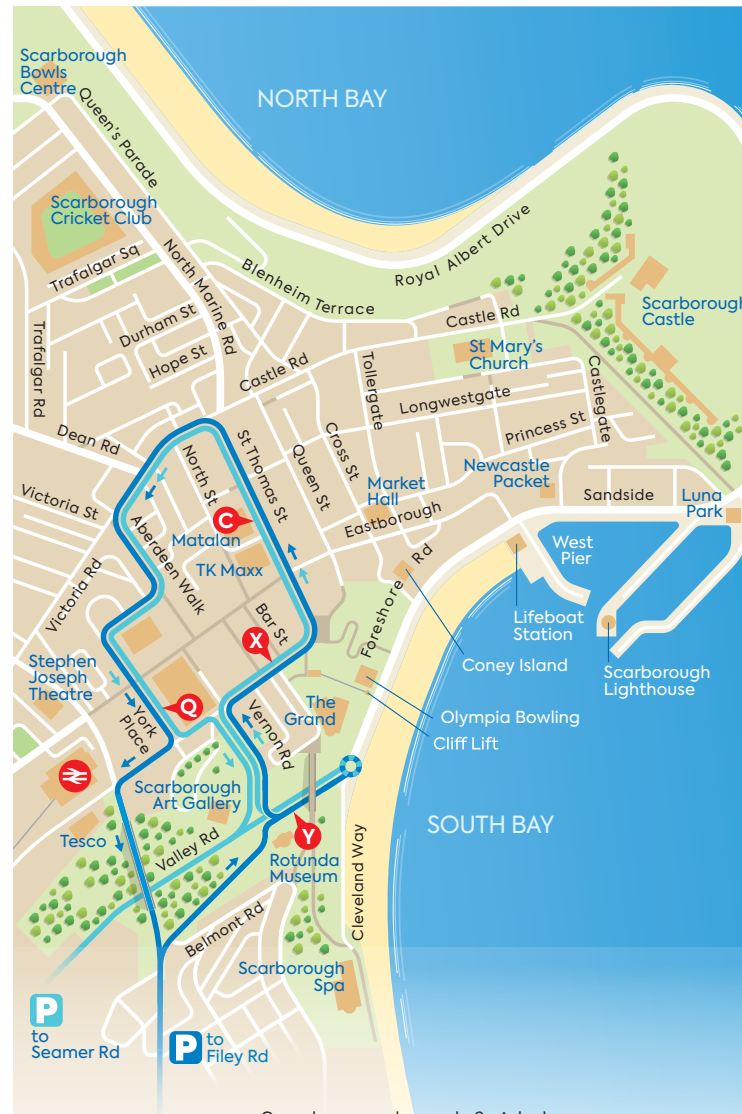 Scarborough
Bowls
Centre
NORTH BAY
Queen's Parade
Scarborough
Cricket Club
Trafalgar Sq
North Marine Rd
Blenheim Terrace
Royal Albert Drive
Scarborough
Castle
Trafalgar Rd
Durham St
Hope St
Castle Rd
Castle Rd
St Mary's
Church
Tollergate
Longwestgate
Castlegate
Princess St
Dean Rd
North St
St Thomas St
Queen St
Cross St
Market
Hall
Newcastle
Packet
Sandside
Luna
Park
Victoria St
Eastborough
C
Matalan
TK Maxx
Aberdeen Walk
Victoria Rd
Bar St
X
Foreshore Rd
West
Pier
Lifeboat
Station
Scarborough
Lighthouse
Coney Island
Stephen
Joseph
Theatre
Q
York
Place
The
Grand
Vernon Rd
Olympia Bowling
Cliff Lift
Scarborough
Art Gallery
Tesco
Valley Rd
Y
Rotunda
Museum
SOUTH BAY
Cleveland Way
Belmont Rd
Scarborough
Spa
P
to
Seamer Rd
P
to
Filey Rd